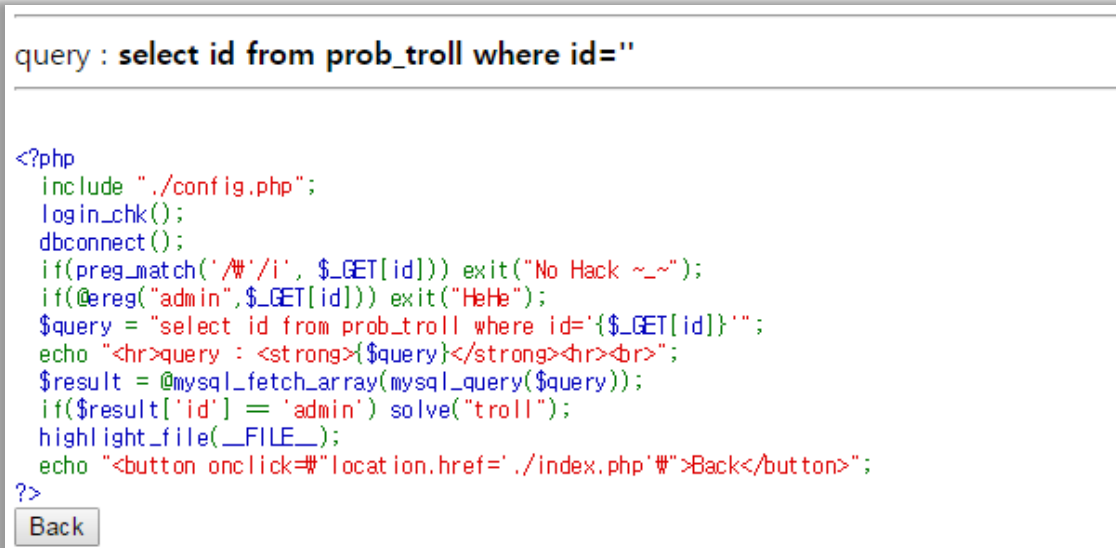 query : select id from prob_troll where id=''
<?php
include "./config.php";
login_chk();
dbconnect();
if(preg_match('/₩'/i', $_GET[id])) exit("No Hack ~_~");
if(@ereg("admin",$_GET[id])) exit("HeHe");
$query = "select id from prob_troll where id='{$_GET[id]}'";
echo "<hr>query : <strong>{$query}</strong><hr><br>";
$result = @mysql_fetch_array(mysql_query($query));
if($result['id'] == 'admin') solve("troll");
highlight_file(__FILE__);
echo "<button onclick=₩"location.href='./index.php'₩">Back</button>";
?>
Back